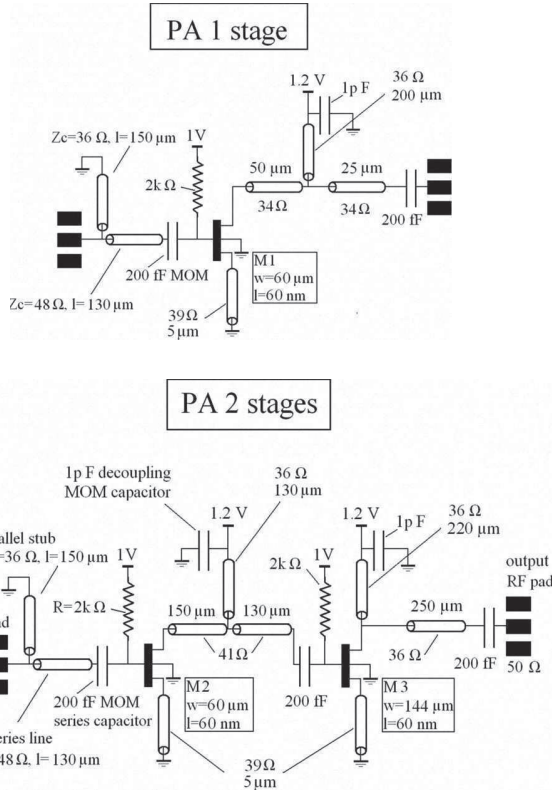 PA 1 stage
1.2 V
1p F
36 Ω
200 µm
Zc=36 Ω, l=150 µm
1V
2k Ω
50 µm
25 µm
34Ω
34Ω
200 fF
200 fF MOM
M1
w=60 µm
l=60 nm
Zc=48 Ω, l= 130 µm
39Ω
5 µm
PA 2 stages
1p F decoupling
MOM capacitor
36 Ω
130 µm
1.2 V
1.2 V
1p F
36 Ω
220 µm
allel stub
=36 Ω, l=150 µm
1V
2k Ω
1V
output
RF pad
R=2k Ω
150 µm
130 µm
250 µm
41Ω
36 Ω
200 fF
50 Ω
200 fF MOM
series capacitor
M2
w=60 µm
l=60 nm
200 fF
M3
w=144 µm
l=60 nm
eries line
48 Ω, l= 130 µm
39Ω
5 µm